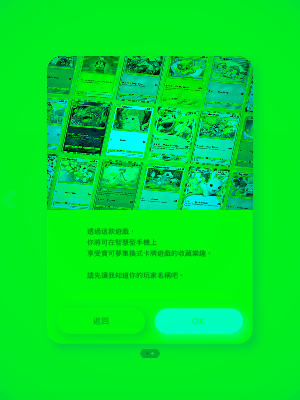 透過這款遊戲，
你將可在智慧型手機上
享受寶可夢集換式卡牌遊戲的收藏樂趣。
請先讓我知道你的玩家名稱吧。
返回
OK